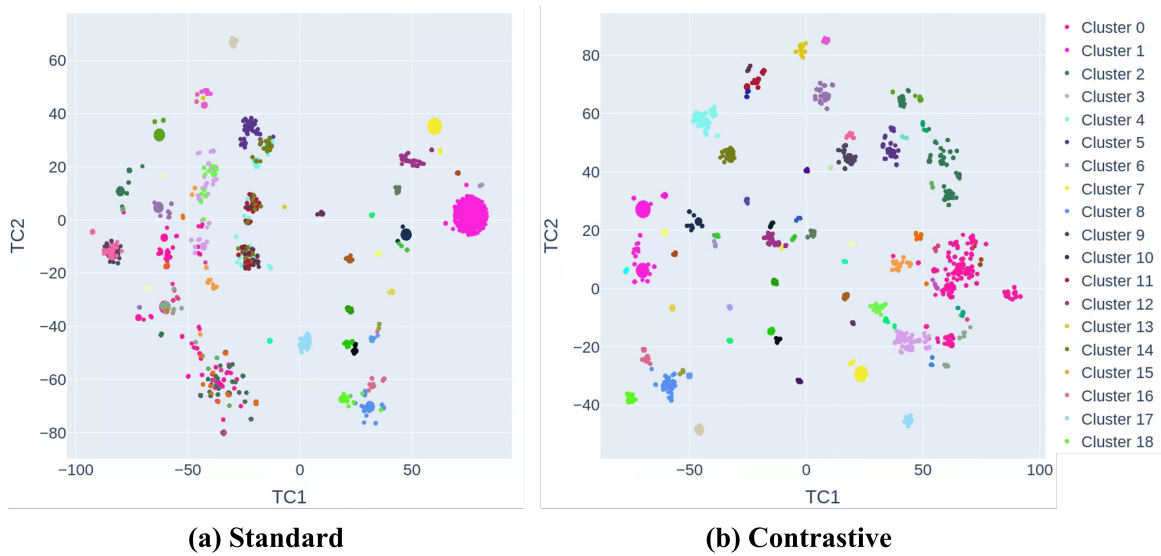 60
40
20
0
−20
−40
−60
−80
−100
−50
0
50
TC2
TC1
80
60
40
20
0
−20
−40
−50
0
50
100
TC2
TC1
Cluster 0
Cluster 1
Cluster 2
Cluster 3
Cluster 4
Cluster 5
Cluster 6
Cluster 7
Cluster 8
Cluster 9
Cluster 10
Cluster 11
Cluster 12
Cluster 13
Cluster 14
Cluster 15
Cluster 16
Cluster 17
Cluster 18
(a) Standard
(b) Contrastive